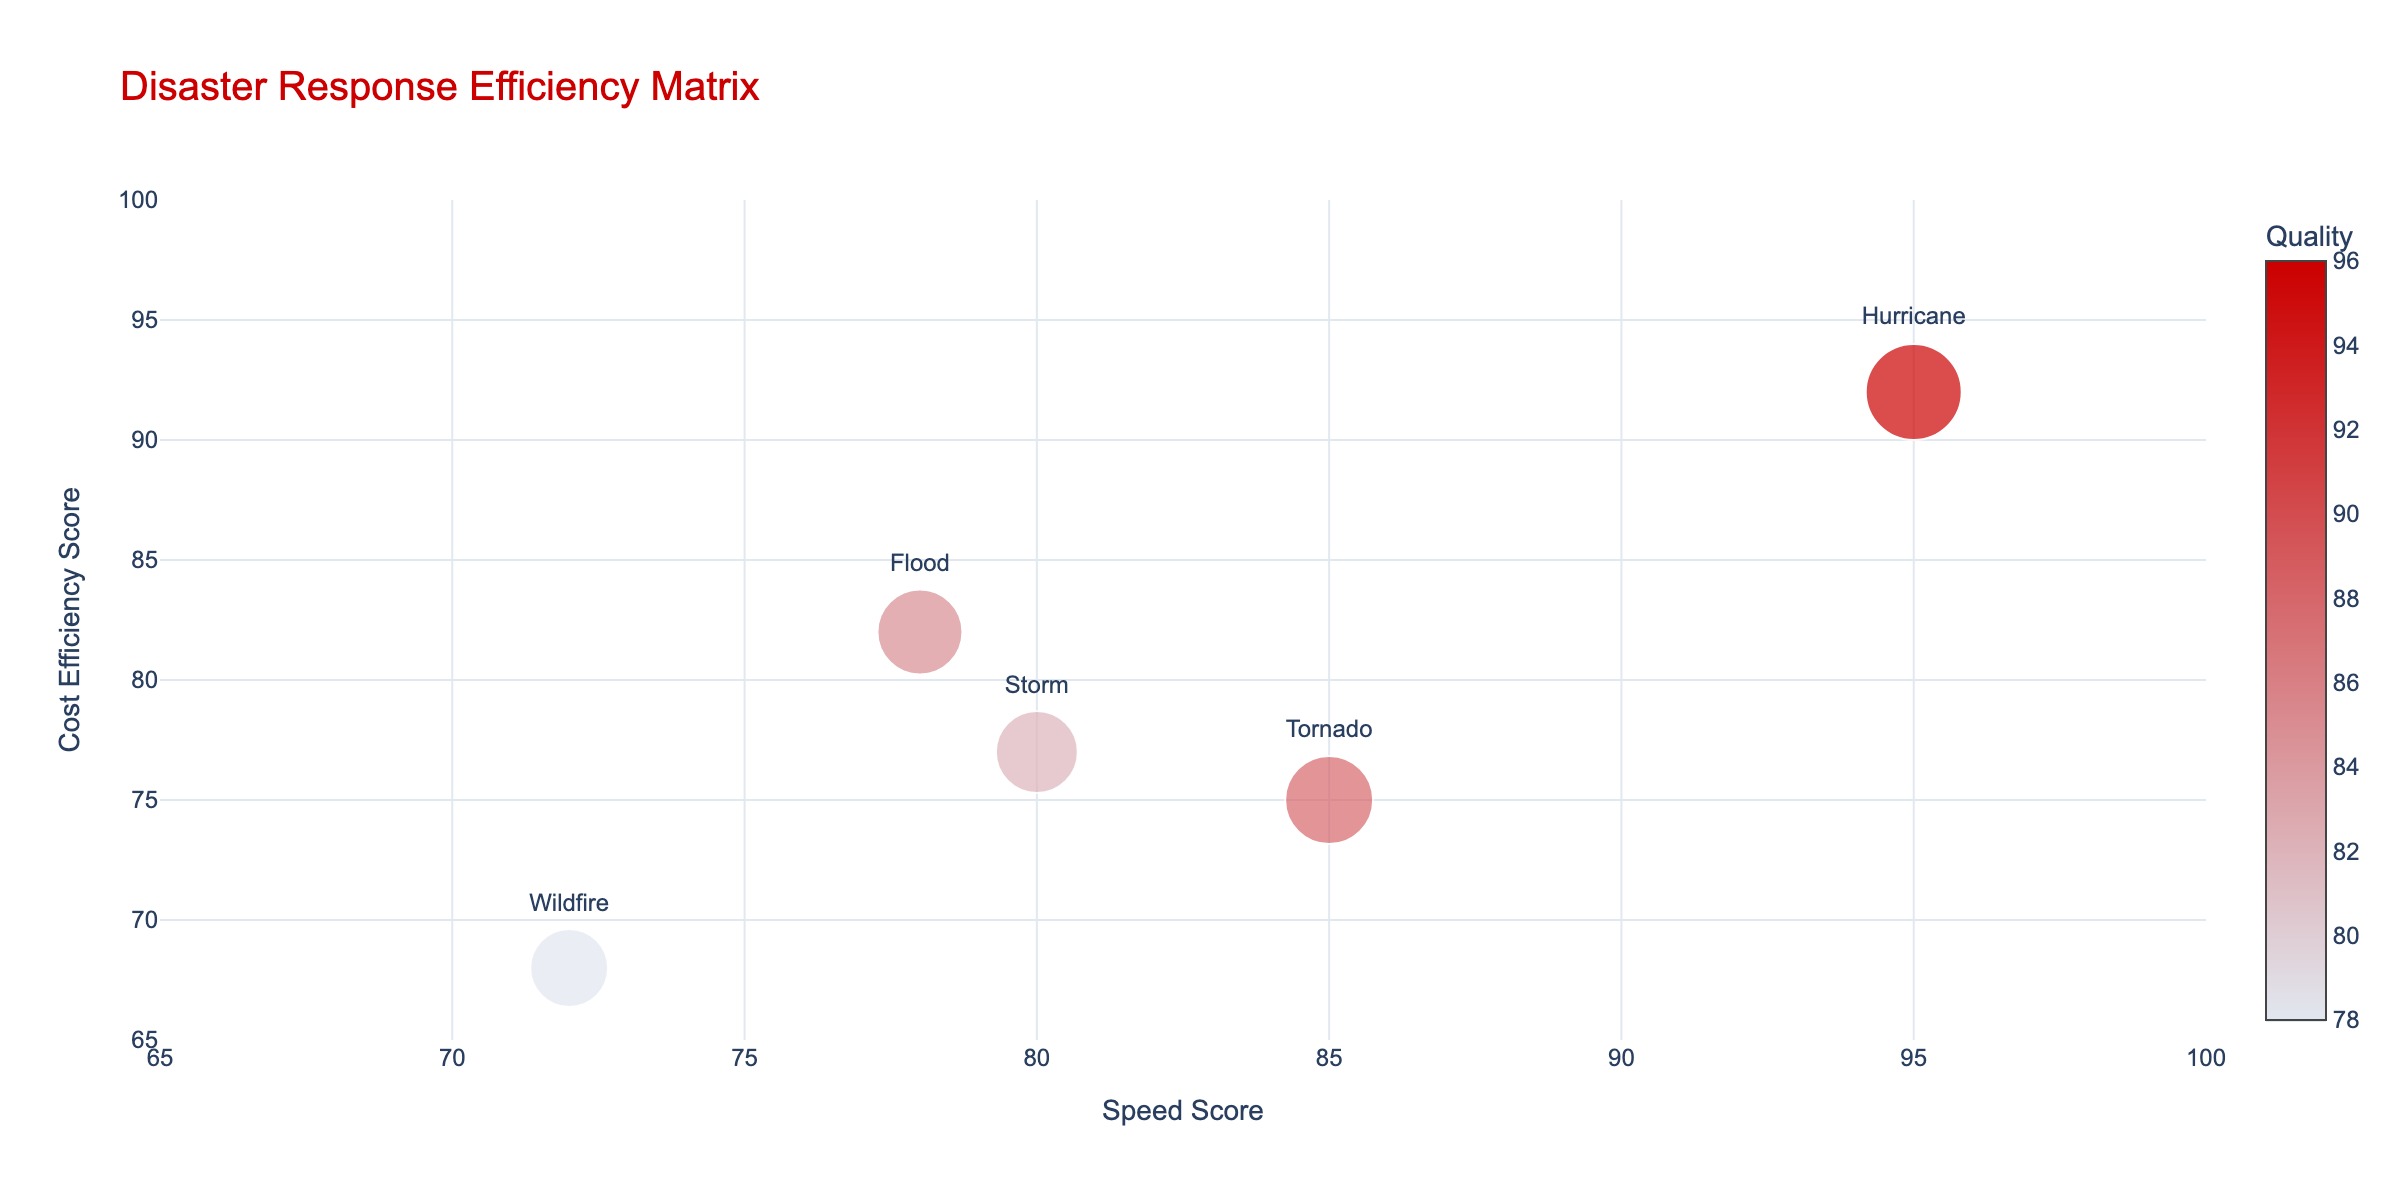 Disaster Response Efficiency Matrix
100
95
90
85
80
75
70
65
Cost Efficiency Score
Hurricane
Flood
Storm
Tornado
Wildfire
65
70
75
80
85
90
95
100
Speed Score
Quality
96
94
92
90
88
86
84
82
80
78